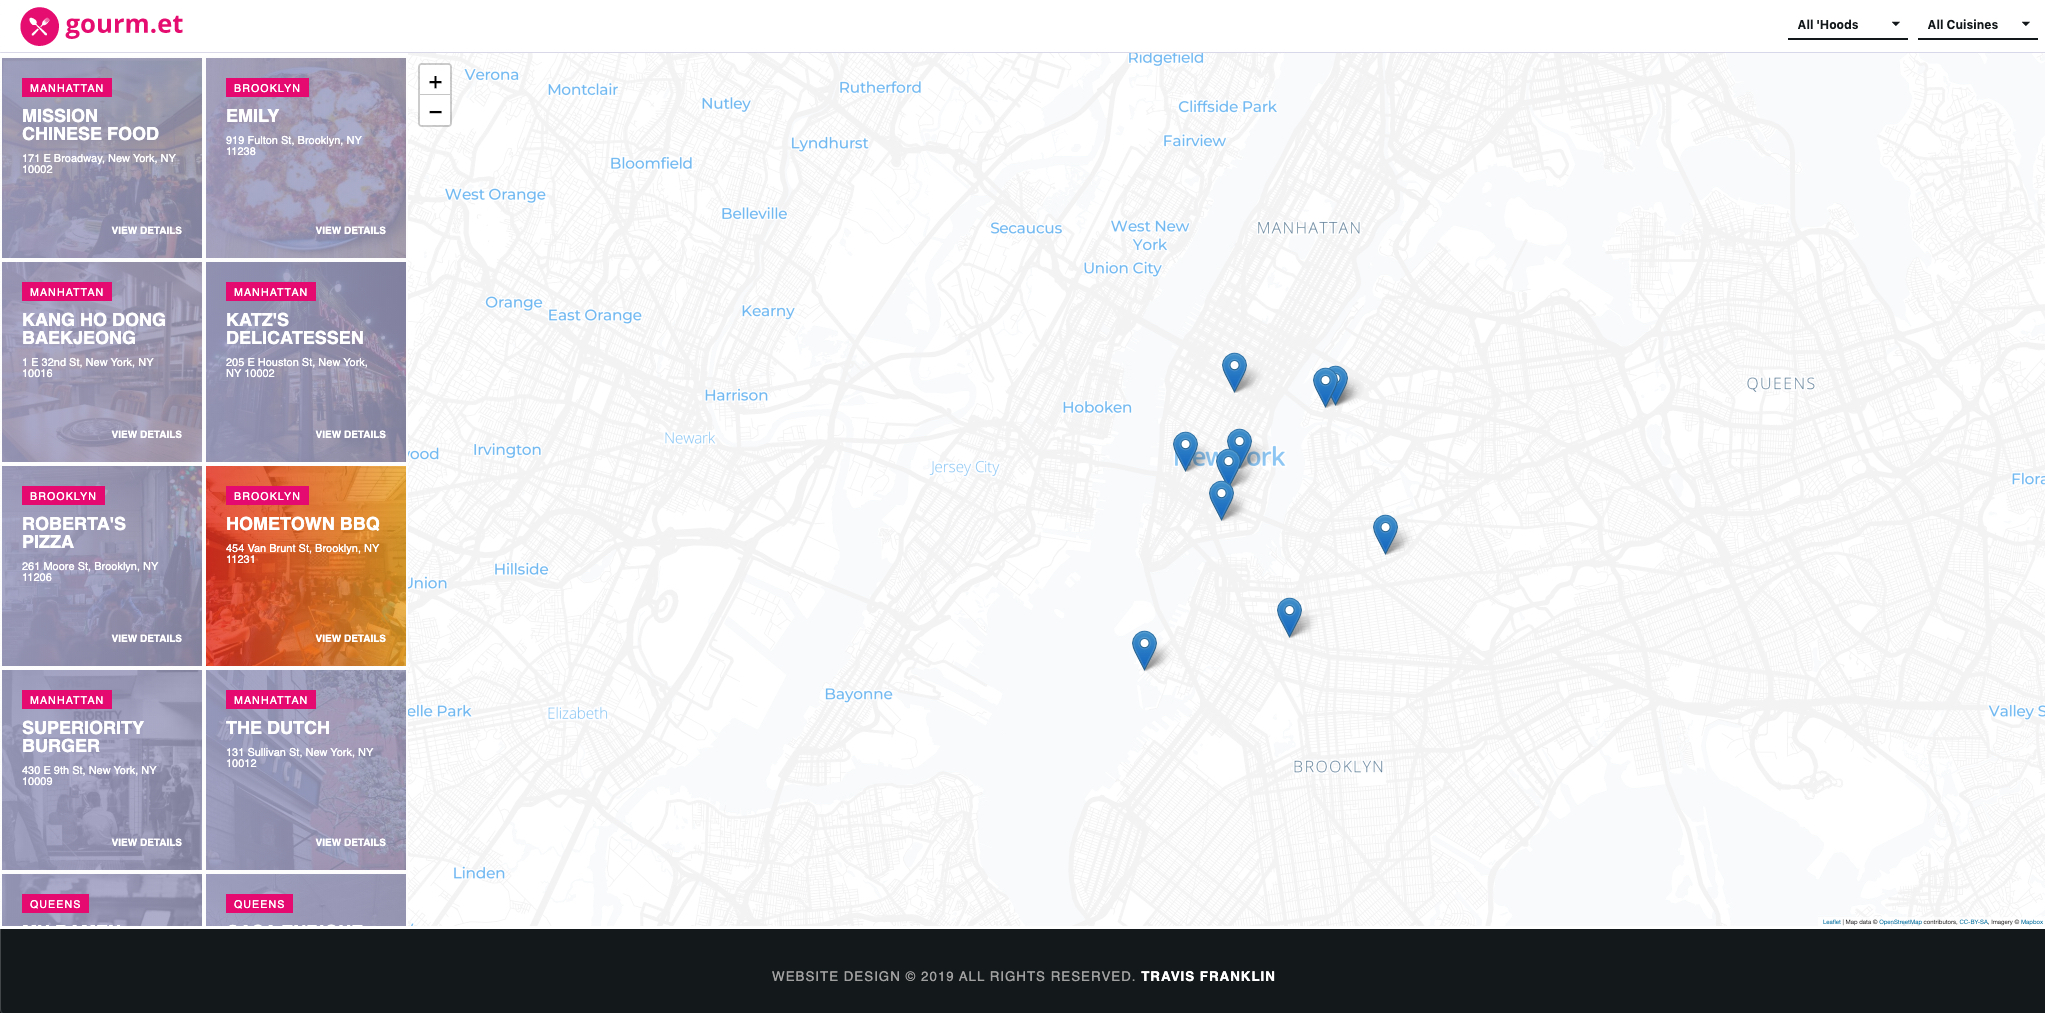 gourm.et
All 'Hoods
All Cuisines
MANHATTAN
MISSION
CHINESE FOOD
171 E Broadway, New York, NY
10002
VIEW DETAILS
BROOKLYN
EMILY
919 Fulton St, Brooklyn, NY
11238
VIEW DETAILS
MANHATTAN
KANG HO DONG
BAEKJEONG
1 E 32nd St, New York, NY
10016
VIEW DETAILS
MANHATTAN
KATZ'S
DELICATESSEN
205 E Houston St, New York,
NY 10002
VIEW DETAILS
BROOKLYN
ROBERTA'S
PIZZA
261 Moore St, Brooklyn, NY
11206
VIEW DETAILS
BROOKLYN
HOMETOWN BBQ
454 Van Brunt St, Brooklyn, NY
11231
VIEW DETAILS
MANHATTAN
SUPERIORITY
BURGER
430 E 9th St, New York, NY
10009
VIEW DETAILS
MANHATTAN
THE DUTCH
131 Sullivan St, New York, NY
10012
VIEW DETAILS
QUEENS
QUEENS
+
−
Ridgefield
Verona
Montclair
Rutherford
Nutley
Cliffside Park
Lyndhurst
Fairview
Bloomfield
West Orange
Belleville
Secaucus
West New
York
MANHATTAN
Union City
Orange
East Orange
Kearny
QUEENS
Harrison
Hoboken
Newark
Irvington
ood
Jersey City
New York
Flora
Hillside
Union
Bayonne
elle Park
Elizabeth
Valley S
BROOKLYN
Linden
Leaflet | Map data © OpenStreetMap contributors, CC-BY-SA, Imagery © Mapbox
WEBSITE DESIGN © 2019 ALL RIGHTS RESERVED. TRAVIS FRANKLIN